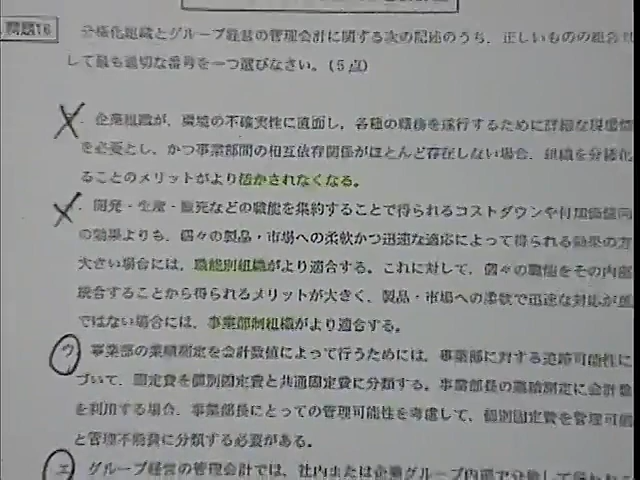 問題16
分権化組織とグループ経営の管理会計に関する次の記述のうち、正しいものの組合せ
して最も適切な番号を一つ選びなさい。(5点)
企業組織が、環境の不確実性に直面し、各種の職務を遂行するために詳細な現場情
を必要とし、かつ事業部間の相互依存関係がほとんど存在しない場合、組織を分権化
ることのメリットがより活かされなくなる。
開発・生産・販売などの職能を集約することで得られるコストダウンや付加価値向
の効果よりも、個々の製品・市場への柔軟かつ迅速な適応によって得られる効果の方
大きい場合には、職能別組織がより適合する。これに対して、個々の職能をその内部
統合することから得られるメリットが大きく、製品・市場への柔軟で迅速な対応が
ではない場合には、事業部制組織がより適合する。
ウ 事業部の業績測定を会計数値によって行うためには、事業部に対する追跡可能性に
づいて、固定費を個別固定費と共通固定費に分類する。事業部長の業績測定に会計数
を利用する場合、事業部長にとっての管理可能性を考慮して、個別固定費を管理可能
と管理不能費に分類する必要がある。
エ グループ経営の管理会計では、社内または企業グループ内部で